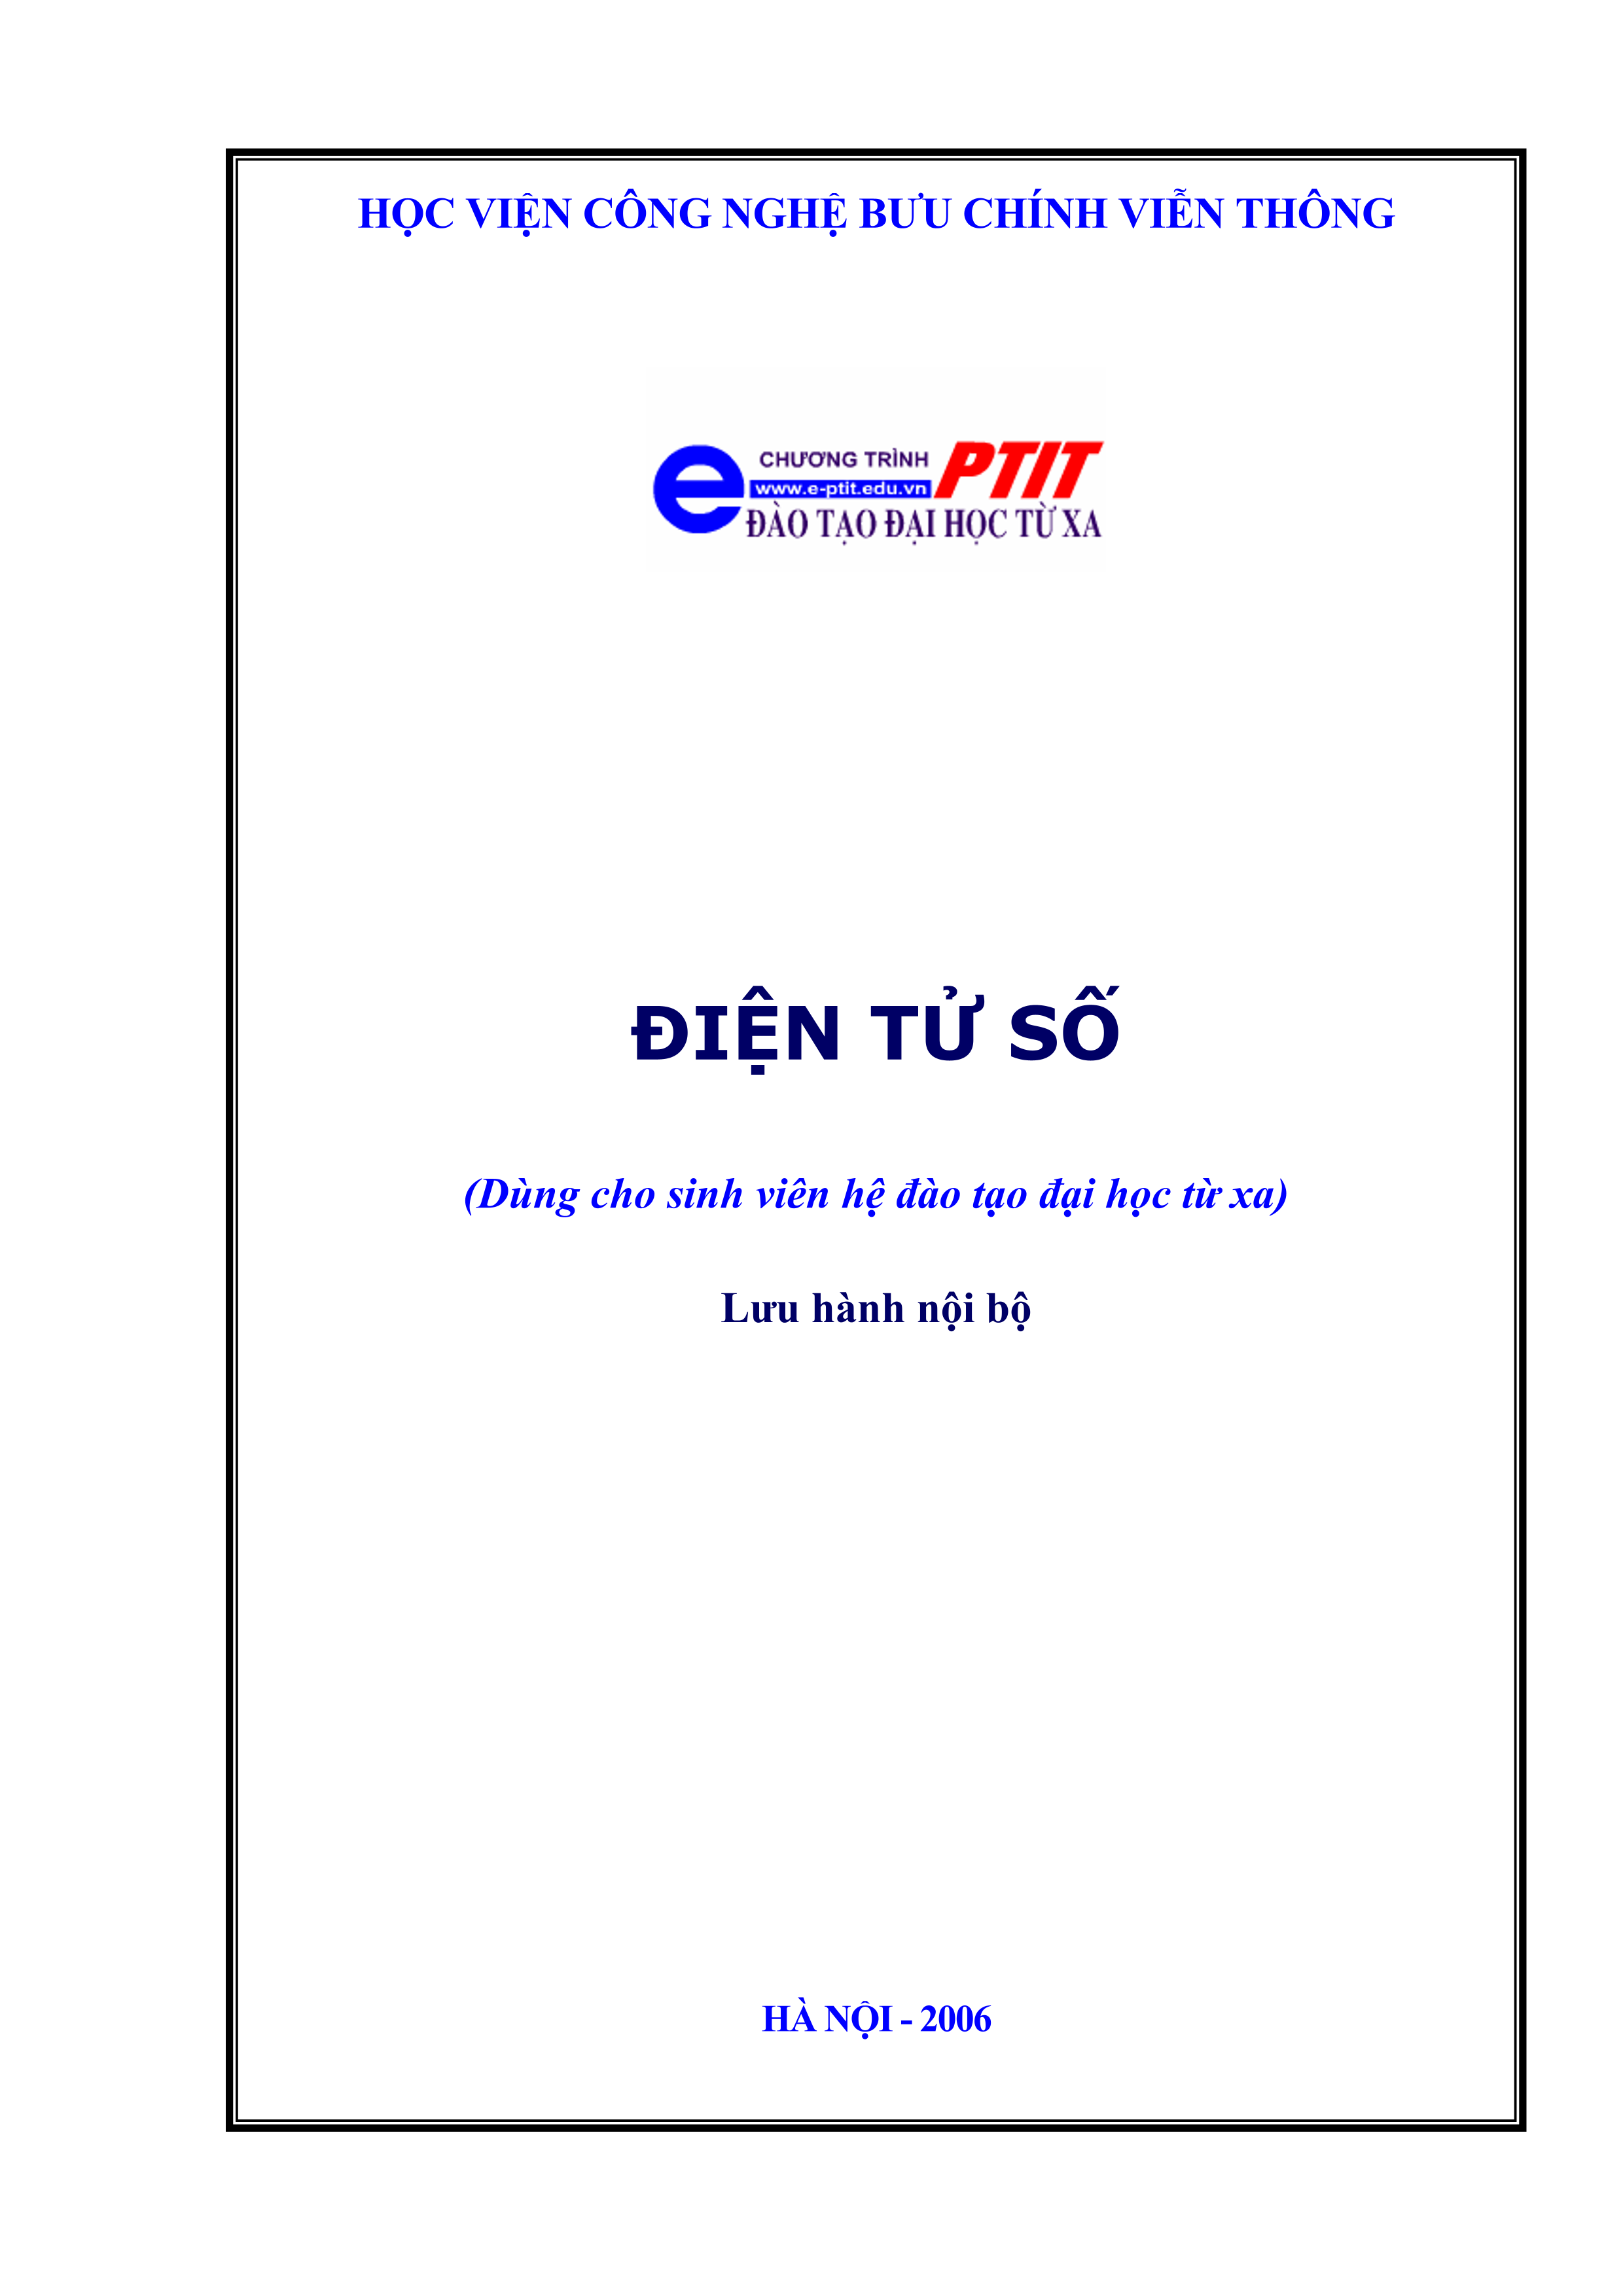 HỌC VIỆN CÔNG NGHỆ BƯU CHÍNH VIỄN THÔNG
CHƯƠNG TRÌNH PTIT
e www.e-ptit.edu.vn
ĐÀO TẠO ĐẠI HỌC TỪ XA
ĐIỆN TỬ SỐ
(Dùng cho sinh viên hệ đào tạo đại học từ xa)
Lưu hành nội bộ
HÀ NỘI - 2006